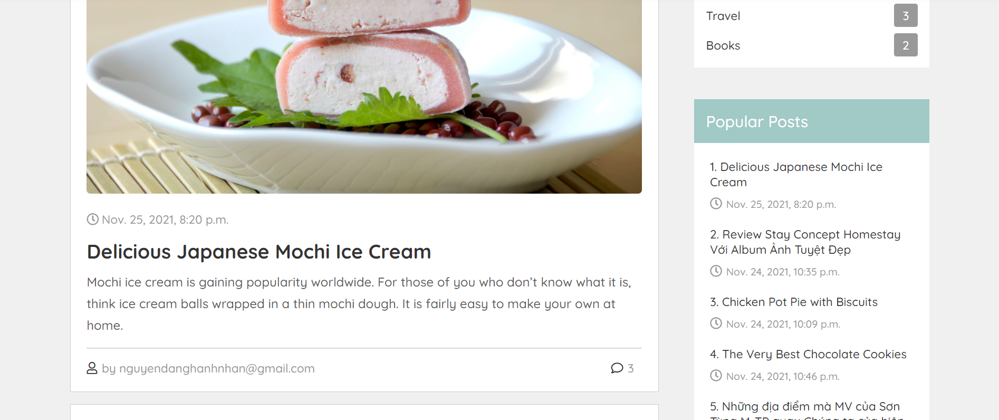 Nov. 25, 2021, 8:20 p.m.
Delicious Japanese Mochi Ice Cream
Mochi ice cream is gaining popularity worldwide. For those of you who don’t know what it is,
think ice cream balls wrapped in a thin mochi dough. It is fairly easy to make your own at
home.
by nguyendanghanhnhan@gmail.com
3
Travel
3
Books
2
Popular Posts
1. Delicious Japanese Mochi Ice
Cream
Nov. 25, 2021, 8:20 p.m.
2. Review Stay Concept Homestay
Với Album Ảnh Tuyệt Đẹp
Nov. 24, 2021, 10:35 p.m.
3. Chicken Pot Pie with Biscuits
Nov. 24, 2021, 10:09 p.m.
4. The Very Best Chocolate Cookies
Nov. 24, 2021, 10:46 p.m.
5. Những địa điểm mà MV của Sơn